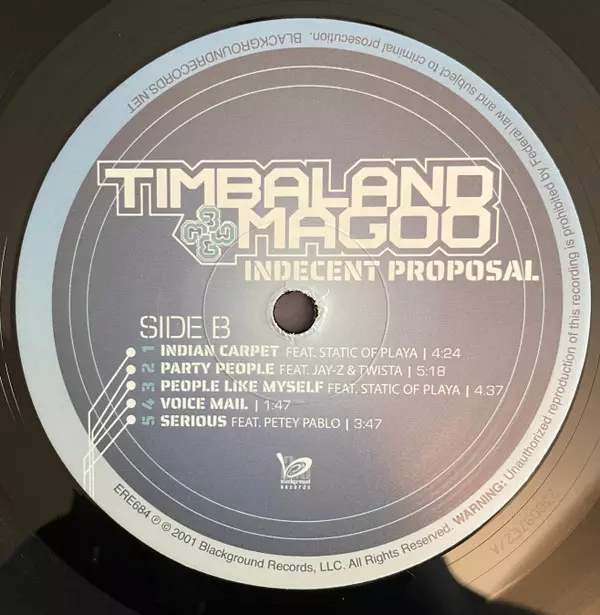 TIMBALAND
MAGOO
INDECENT PROPOSAL
SIDE B
1 INDIAN CARPET FEAT. STATIC OF PLAYA | 4:24
2 PARTY PEOPLE FEAT. JAY-Z & TWISTA | 5:18
3 PEOPLE LIKE MYSELF FEAT. STATIC OF PLAYA | 4.37
4 VOICE MAIL | 1:47
5 SERIOUS FEAT. PETEY PABLO | 3:47
blackground
records
ERE684 ℗ © 2001 Blackground Records, LLC. All Rights Reserved. WARNING: Unauthorized reproduction of this recording is prohibited by Federal law and subject to criminal prosecution. BLACKGROUNDRECORDS.NET